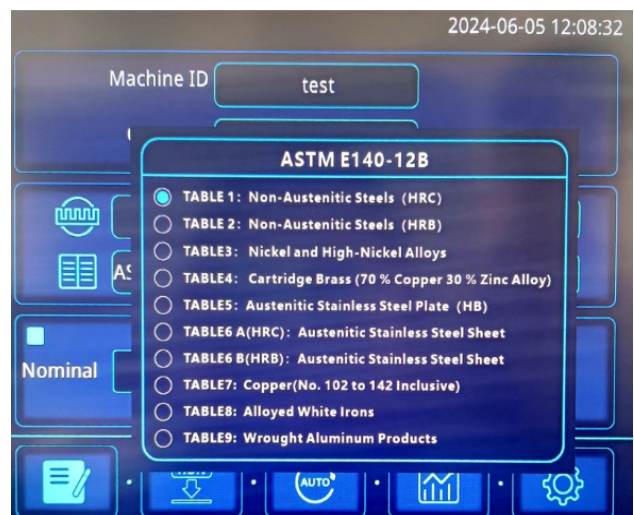 2024-06-05 12:08:32
Machine ID
test
ASTM E140-12B
TABLE 1: Non-Austenitic Steels (HRC)
TABLE 2: Non-Austenitic Steels (HRB)
TABLE3: Nickel and High-Nickel Alloys
TABLE4: Cartridge Brass (70 % Copper 30 % Zinc Alloy)
TABLE5: Austenitic Stainless Steel Plate (HB)
TABLE6 A(HRC): Austenitic Stainless Steel Sheet
TABLE6 B(HRB): Austenitic Stainless Steel Sheet
TABLE7: Copper(No. 102 to 142 Inclusive)
TABLE8: Alloyed White Irons
TABLE9: Wrought Aluminum Products
Nominal
AUTO